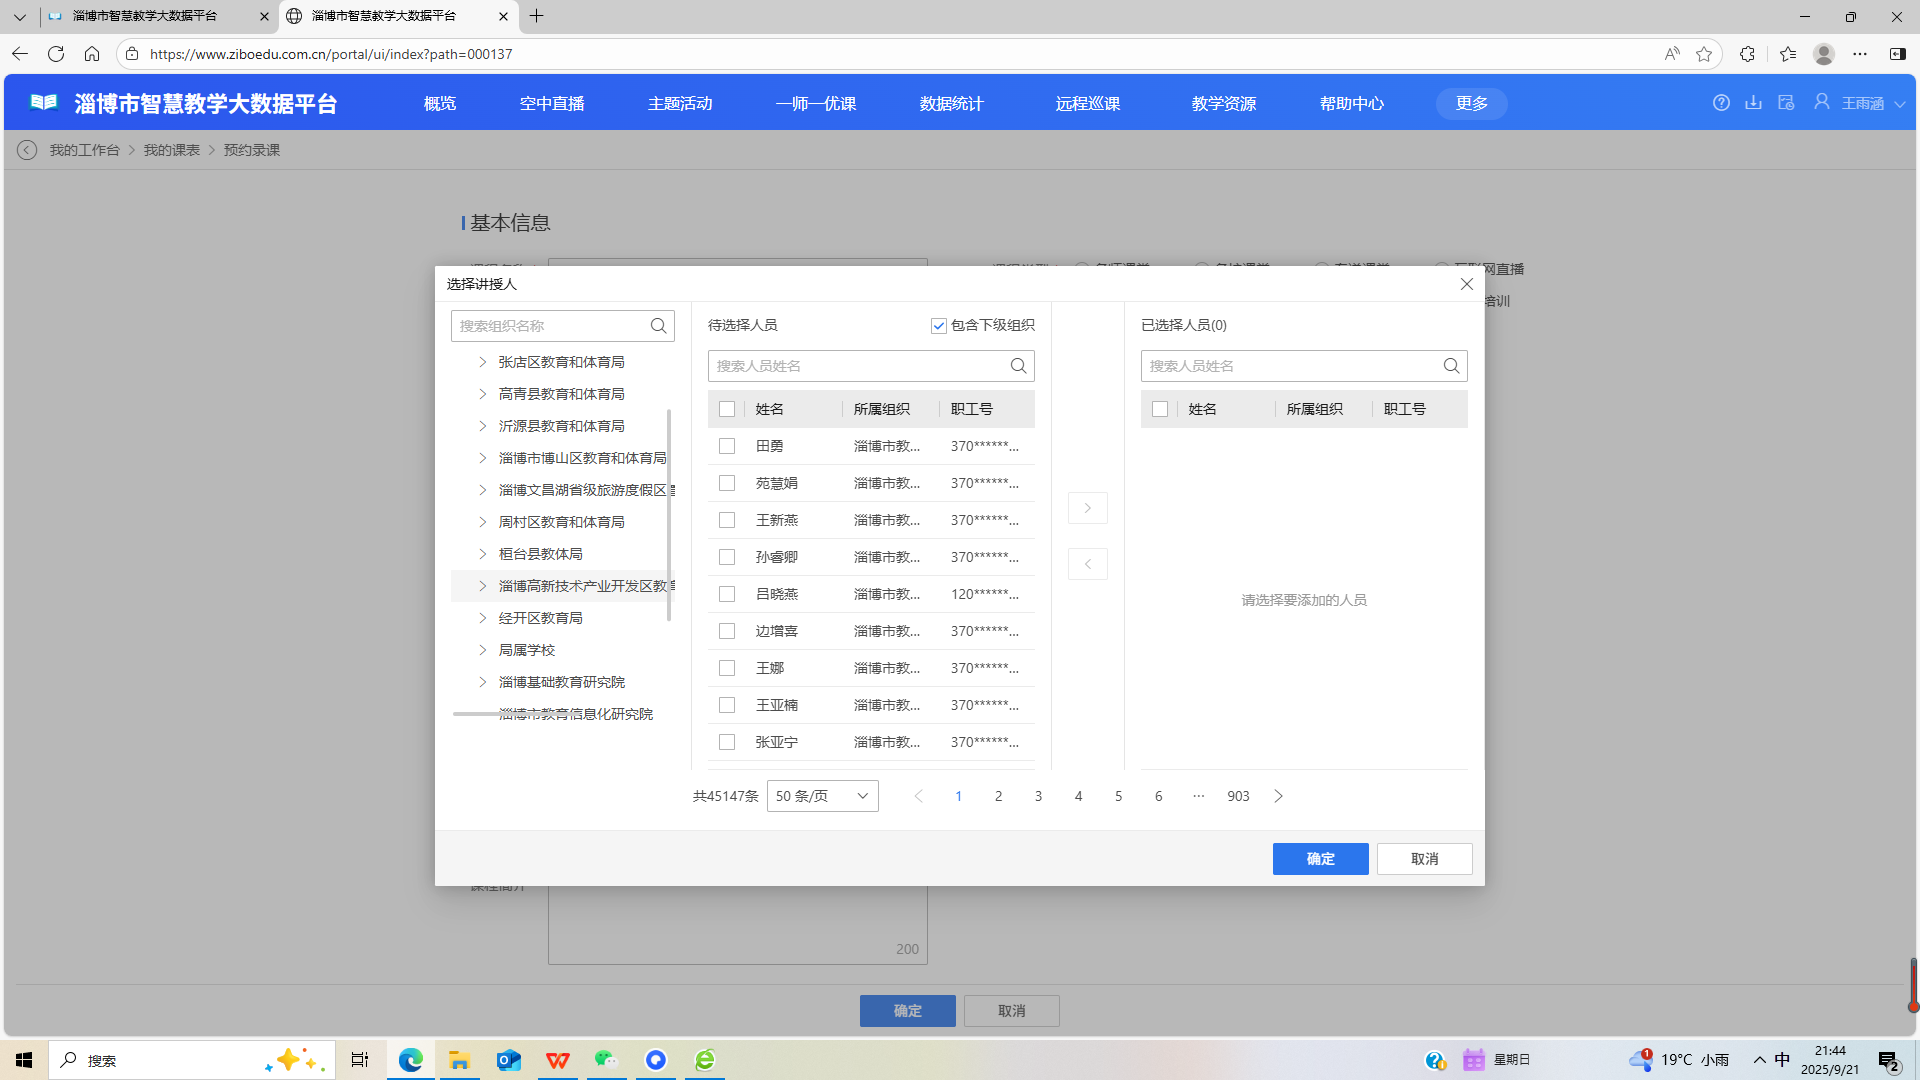 淄博市智慧教学大数据平台
淄博市智慧教学大数据平台
https://www.ziboedu.com.cn/portal/ui/index?path=000137
淄博市智慧教学大数据平台
概览
空中直播
主题活动
一师一优课
数据统计
远程巡课
教学资源
帮助中心
更多
王雨涵
我的工作台 > 我的课表 > 预约录课
基本信息
互联网直播
培训
选择讲授人
搜索组织名称
张店区教育和体育局
高青县教育和体育局
沂源县教育和体育局
淄博市博山区教育和体育局
淄博文昌湖省级旅游度假区
周村区教育和体育局
桓台县教体局
淄博高新技术产业开发区教
经开区教育局
局属学校
淄博基础教育研究院
淄博市教育信息化研究院
待选择人员
包含下级组织
搜索人员姓名
姓名 所属组织 职工号
田勇 淄博市教... 370******...
苑慧娟 淄博市教... 370******...
王新燕 淄博市教... 370******...
孙睿卿 淄博市教... 370******...
吕晓燕 淄博市教... 120******...
边增喜 淄博市教... 370******...
王娜 淄博市教... 370******...
王亚楠 淄博市教... 370******...
张亚宁 淄博市教... 370******...
已选择人员(0)
搜索人员姓名
姓名 所属组织 职工号
请选择要添加的人员
共45147条 50 条/页 < 1 2 3 4 5 6 ··· 903 >
确定
取消
课程简介
200
确定
取消
搜索
星期日
1
19°C 小雨
中
21:44
2025/9/21
2